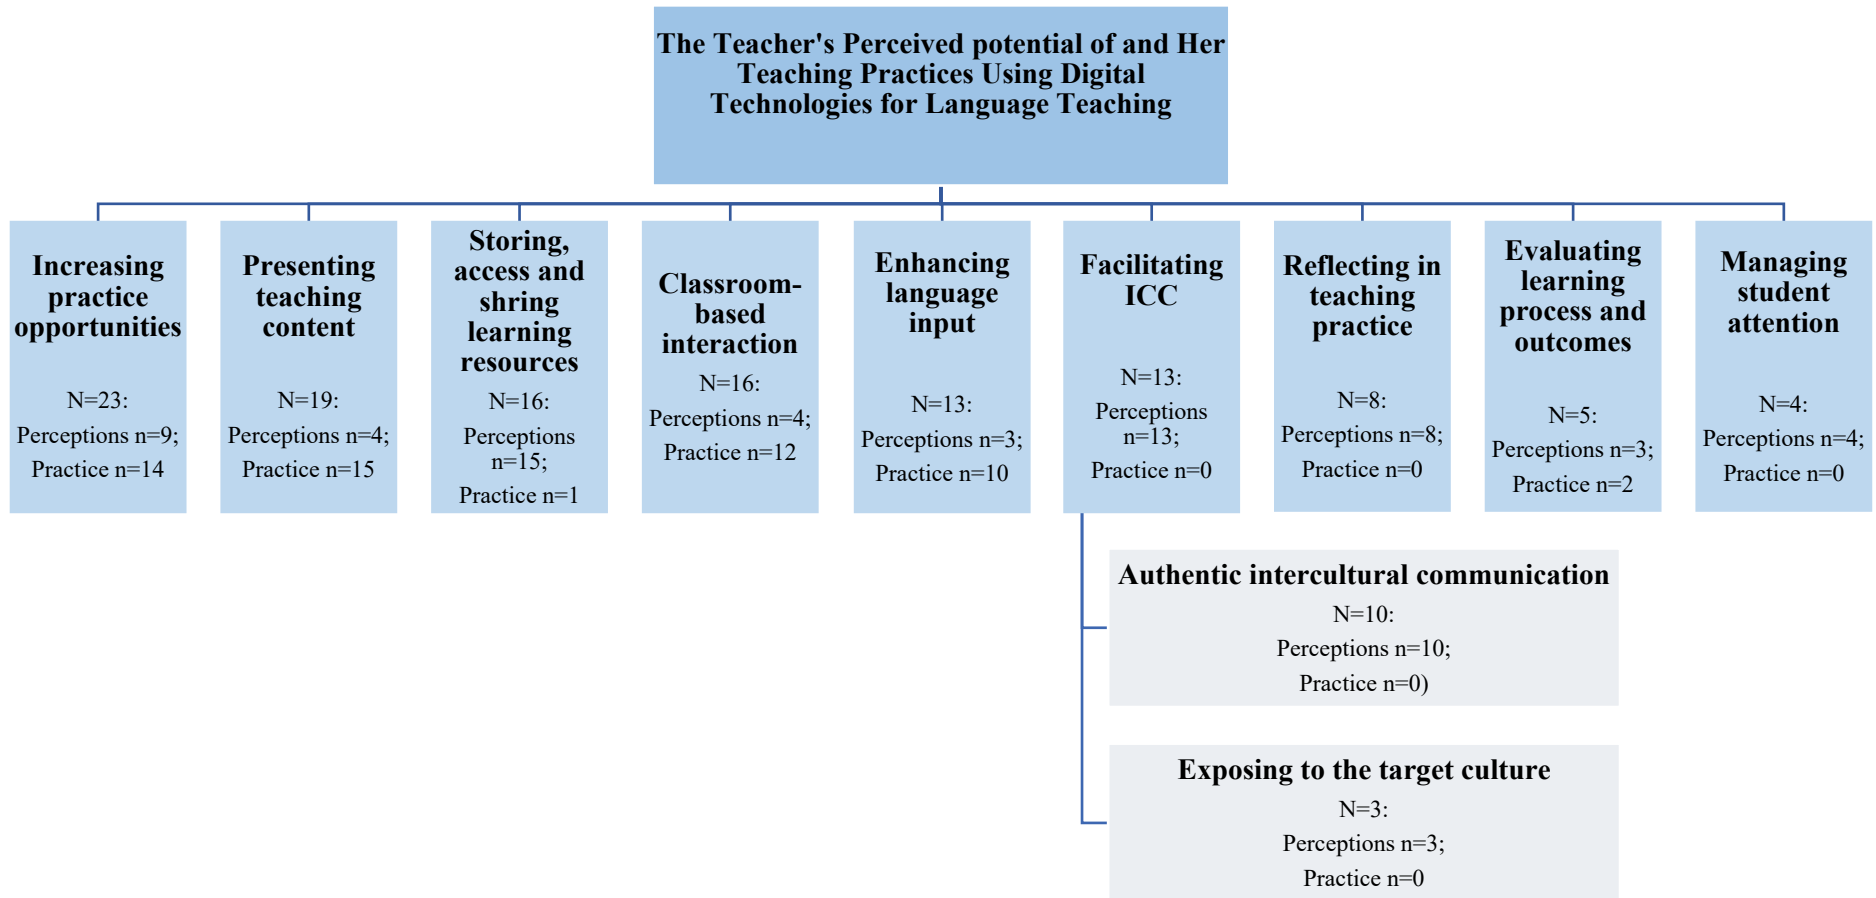 The Teacher's Perceived potential of and Her
Teaching Practices Using Digital
Technologies for Language Teaching
Increasing
practice
opportunities
N=23:
Perceptions n=9;
Practice n=14
Presenting
teaching
content
N=19:
Perceptions n=4;
Practice n=15
Storing,
access and
shring
learning
resources
N=16:
Perceptions
n=15;
Practice n=1
Classroom-
based
interaction
N=16:
Perceptions n=4;
Practice n=12
Enhancing
language
input
N=13:
Perceptions n=3;
Practice n=10
Facilitating
ICC
N=13:
Perceptions
n=13;
Practice n=0
Reflecting in
teaching
practice
N=8:
Perceptions n=8;
Practice n=0
Evaluating
learning
process and
outcomes
N=5:
Perceptions n=3;
Practice n=2
Managing
student
attention
N=4:
Perceptions n=4;
Practice n=0
Authentic intercultural communication
N=10:
Perceptions n=10;
Practice n=0)
Exposing to the target culture
N=3:
Perceptions n=3;
Practice n=0